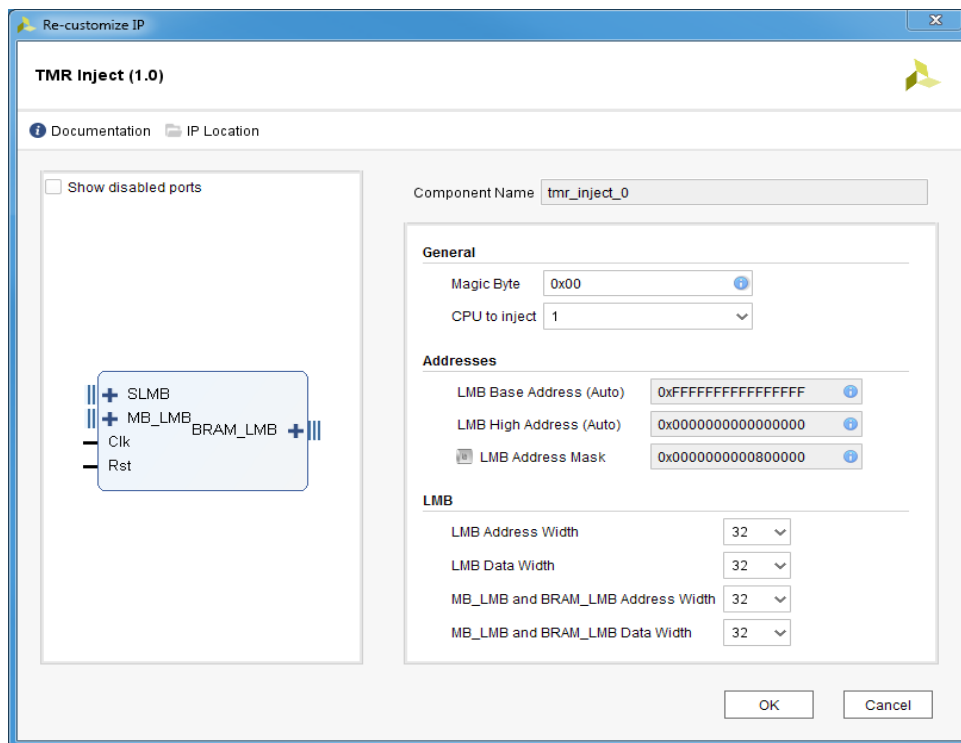 Re-customize IP
TMR Inject (1.0)
Documentation IP Location
Show disabled ports
SLMB
MB_LMB
BRAM_LMB
Clk
Rst
Component Name tmr_inject_0
General
Magic Byte 0x00
CPU to inject 1
Addresses
LMB Base Address (Auto) 0xFFFFFFFFFFFFFFFF
LMB High Address (Auto) 0x0000000000000000
LMB Address Mask 0x0000000000800000
LMB
LMB Address Width 32
LMB Data Width 32
MB_LMB and BRAM_LMB Address Width 32
MB_LMB and BRAM_LMB Data Width 32
OK Cancel